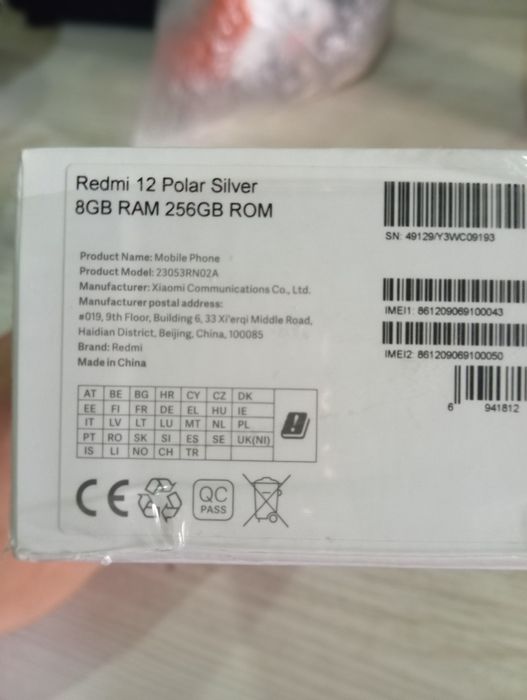 Redmi 12 Polar Silver
8GB RAM 256GB ROM
SN: 49129/Y3WC09193
Product Name: Mobile Phone
Product Model: 23053RN02A
Manufacturer: Xiaomi Communications Co., Ltd.
Manufacturer postal address:
#019, 9th Floor, Building 6, 33 Xi'erqi Middle Road,
Haidian District, Beijing, China, 100085
Brand: Redmi
Made in China
IMEI1: 861209069100043
IMEI2: 861209069100050
6 941812
AT BE BG HR CY CZ DK
EE FI FR DE EL HU IE
IT LV LT LU MT NL PL
PT RO SK SI ES SE UK(NI)
IS LI NO CH TR
CE
QC
PASS